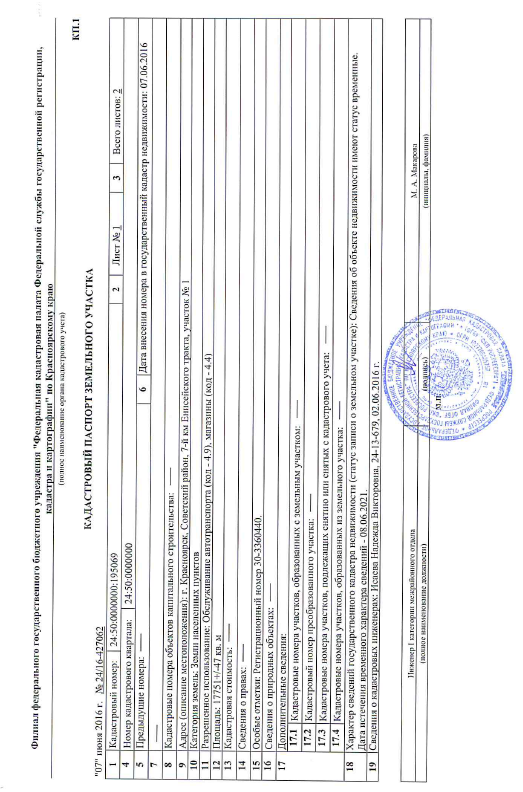 Филиал федерального государственного бюджетного учреждения "Федеральная кадастровая палата Федеральной службы государственной регистрации,
кадастра и картографии" по Красноярскому краю
(полное наименование органа кадастрового учета)
КП.1
КАДАСТРОВЫЙ ПАСПОРТ ЗЕМЕЛЬНОГО УЧАСТКА
"07" июня 2016 г. № 24/16-427062
1 Кадастровый номер: 24:50:0000000:195069 2 Лист № 1 3 Всего листов: 2
4 Номер кадастрового квартала: 24:50:0000000
5 Предыдущие номера: —— 6 Дата внесения номера в государственный кадастр недвижимости: 07.06.2016
7 ——
8 Кадастровые номера объектов капитального строительства: ——
9 Адрес (описание местоположения): г. Красноярск, Советский район, 7-й км Енисейского тракта, участок № 1
10 Категория земель: Земли населенных пунктов
11 Разрешенное использование: Обслуживание автотранспорта (код - 4.9), магазины (код - 4.4)
12 Площадь: 17751+/-47 кв. м
13 Кадастровая стоимость: ——
14 Сведения о правах: ——
15 Особые отметки: Регистрационный номер 30-3360440.
16 Сведения о природных объектах: ——
17 Дополнительные сведения:
17.1 Кадастровые номера участков, образованных с земельным участком: ——
17.2 Кадастровый номер преобразованного участка: ——
17.3 Кадастровые номера участков, подлежащих снятию или снятых с кадастрового учета: ——
17.4 Кадастровые номера участков, образованных из земельного участка: ——
18 Характер сведений государственного кадастра недвижимости (статус записи о земельном участке): Сведения об объекте недвижимости имеют статус временные.
Дата истечения временного характера сведений - 08.06.2021.
19 Сведения о кадастровых инженерах: Искова Надежда Викторовна, 24-13-679, 02.06.2016 г.
Инженер I категории межрайонного отдела М. А. Макарова
(полное наименование должности) (подпись) (инициалы, фамилия)
М.П.